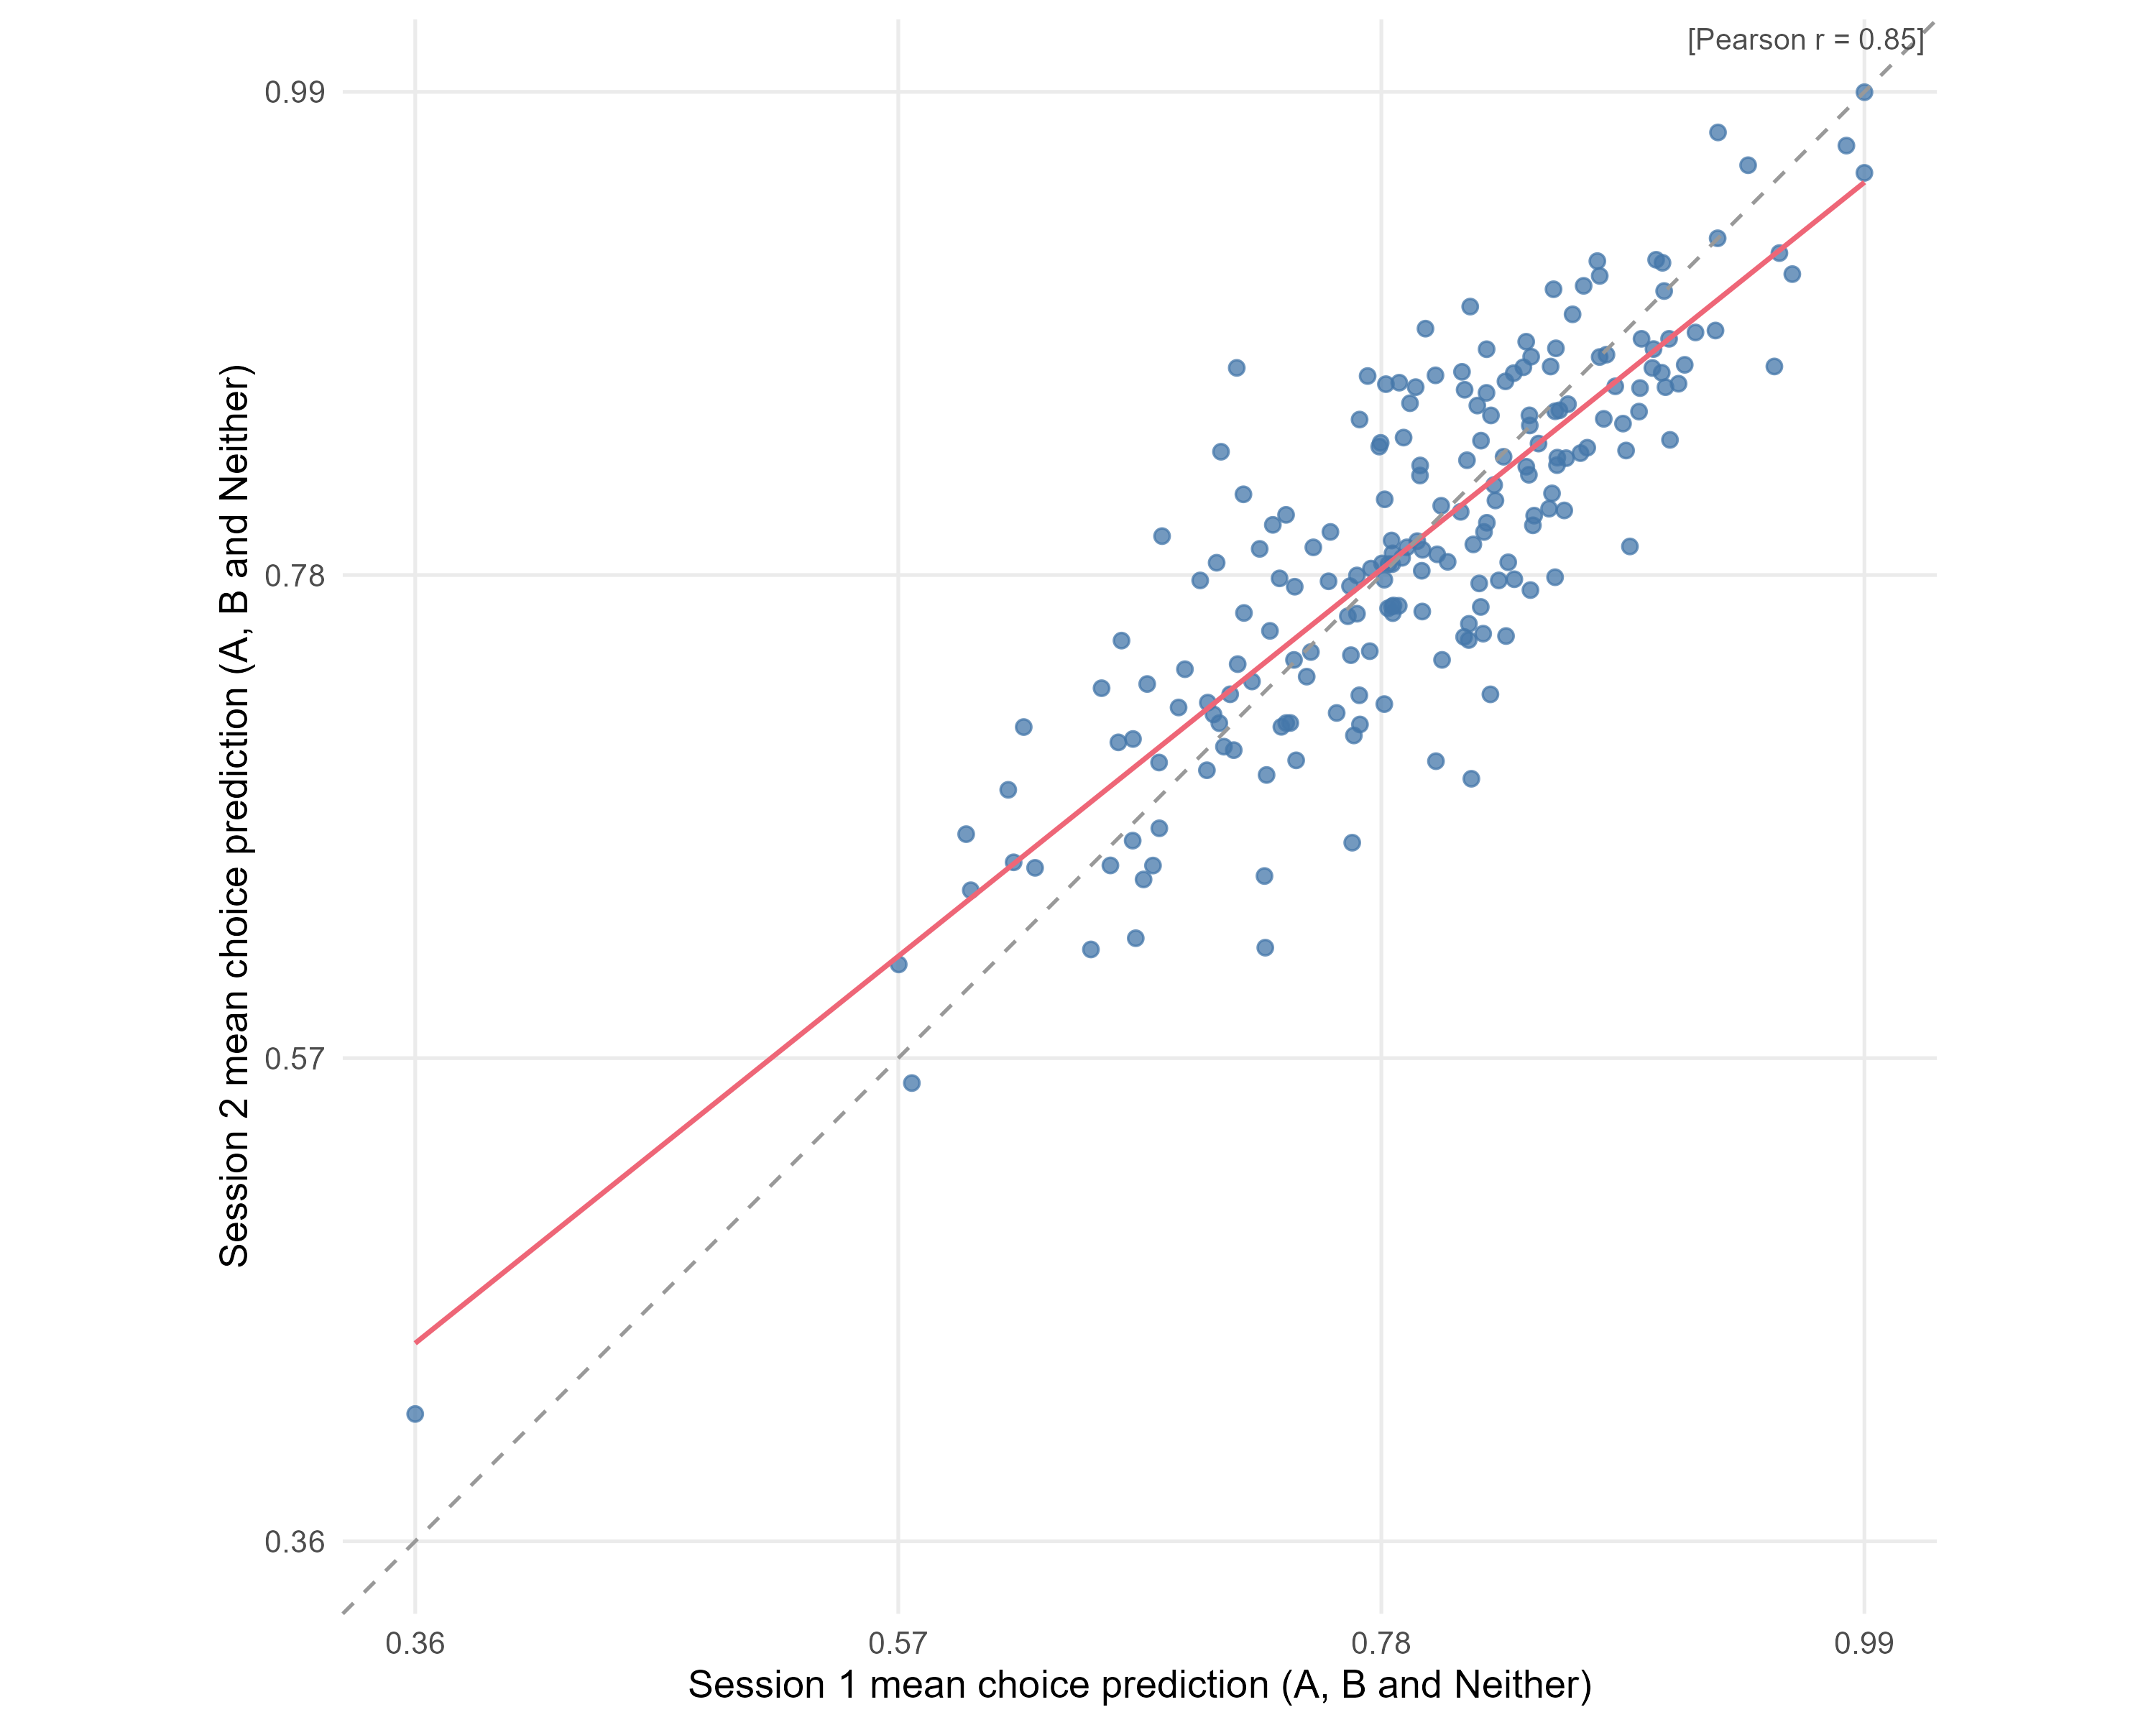 [Pearson r = 0.85]
0.99
0.78
0.57
0.36
Session 2 mean choice prediction (A, B and Neither)
0.36 0.57 0.78 0.99
Session 1 mean choice prediction (A, B and Neither)